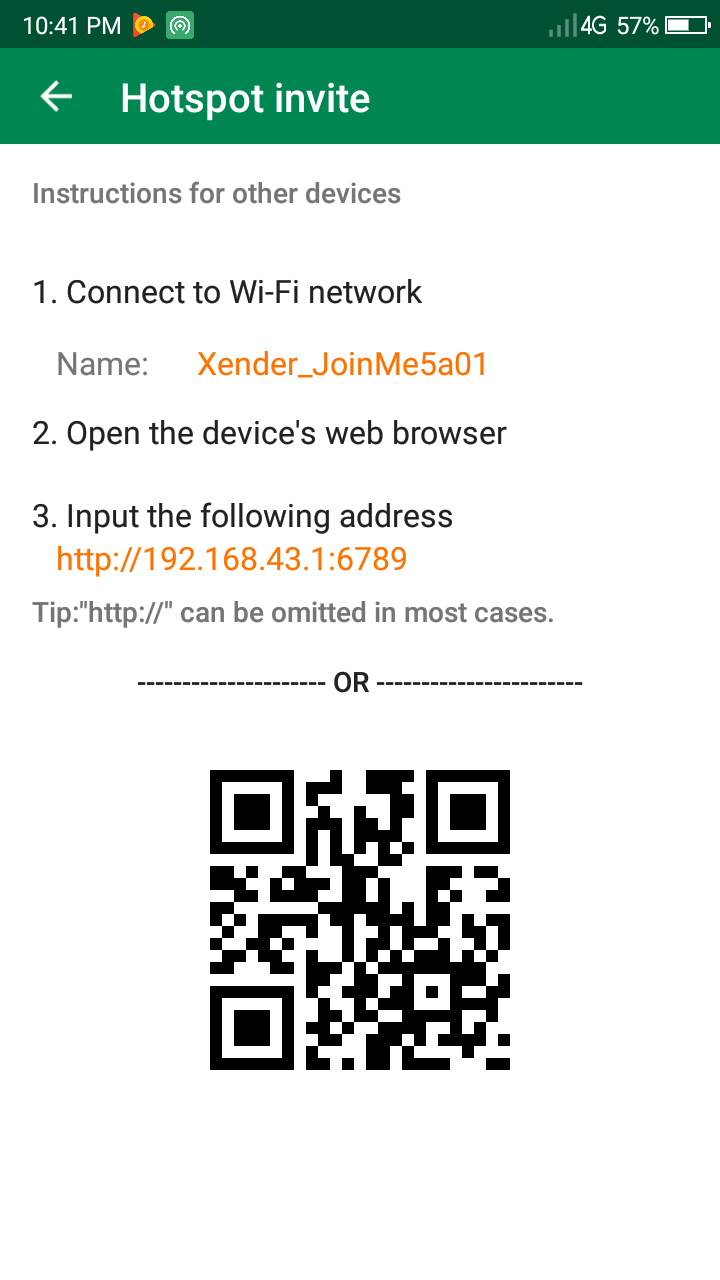 10:41 PM 4G 57%
Hotspot invite
Instructions for other devices
1. Connect to Wi-Fi network
Name: Xender_JoinMe5a01
2. Open the device's web browser
3. Input the following address
http://192.168.43.1:6789
Tip:"http://" can be omitted in most cases.
--------------------- OR -----------------------